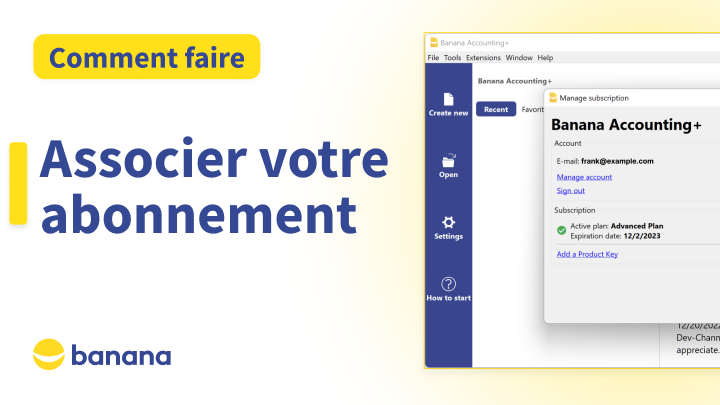 Comment faire
Associer votre
abonnement
banana
Banana Accounting+
File Tools Extensions Window Help
Banana Accounting+
Create new
Recent
Open
Settings
How to start
Manage subscription
Banana Accounting+
Account
E-mail: frank@example.com
Manage account
Sign out
Subscription
Active plan: Advanced Plan
Expiration date: 12/2/2023
Add a Product Key
Dev-Chann
appreciate.